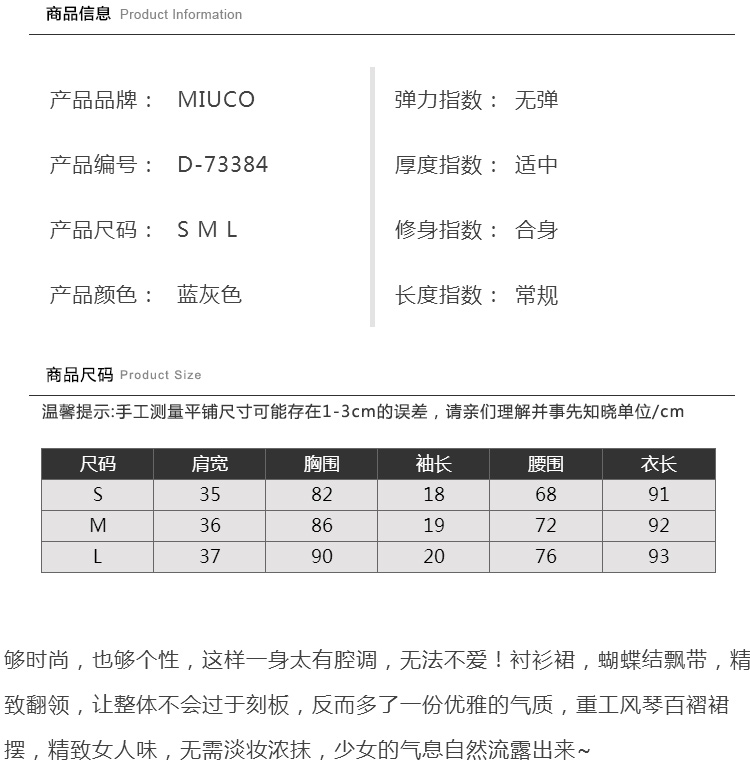 商品信息 Product Information
产品品牌： MIUCO 弹力指数： 无弹
产品编号： D-73384 厚度指数： 适中
产品尺码： S M L 修身指数： 合身
产品颜色： 蓝灰色 长度指数： 常规
商品尺码 Product Size
温馨提示:手工测量平铺尺寸可能存在1-3cm的误差，请亲们理解并事先知晓单位/cm
尺码 肩宽 胸围 袖长 腰围 衣长
S 35 82 18 68 91
M 36 86 19 72 92
L 37 90 20 76 93
够时尚，也够个性，这样一身太有腔调，无法不爱！衬衫裙，蝴蝶结飘带，精
致翻领，让整体不会过于刻板，反而多了一份优雅的气质，重工风琴百褶裙
摆，精致女人味，无需淡妆浓抹，少女的气息自然流露出来~